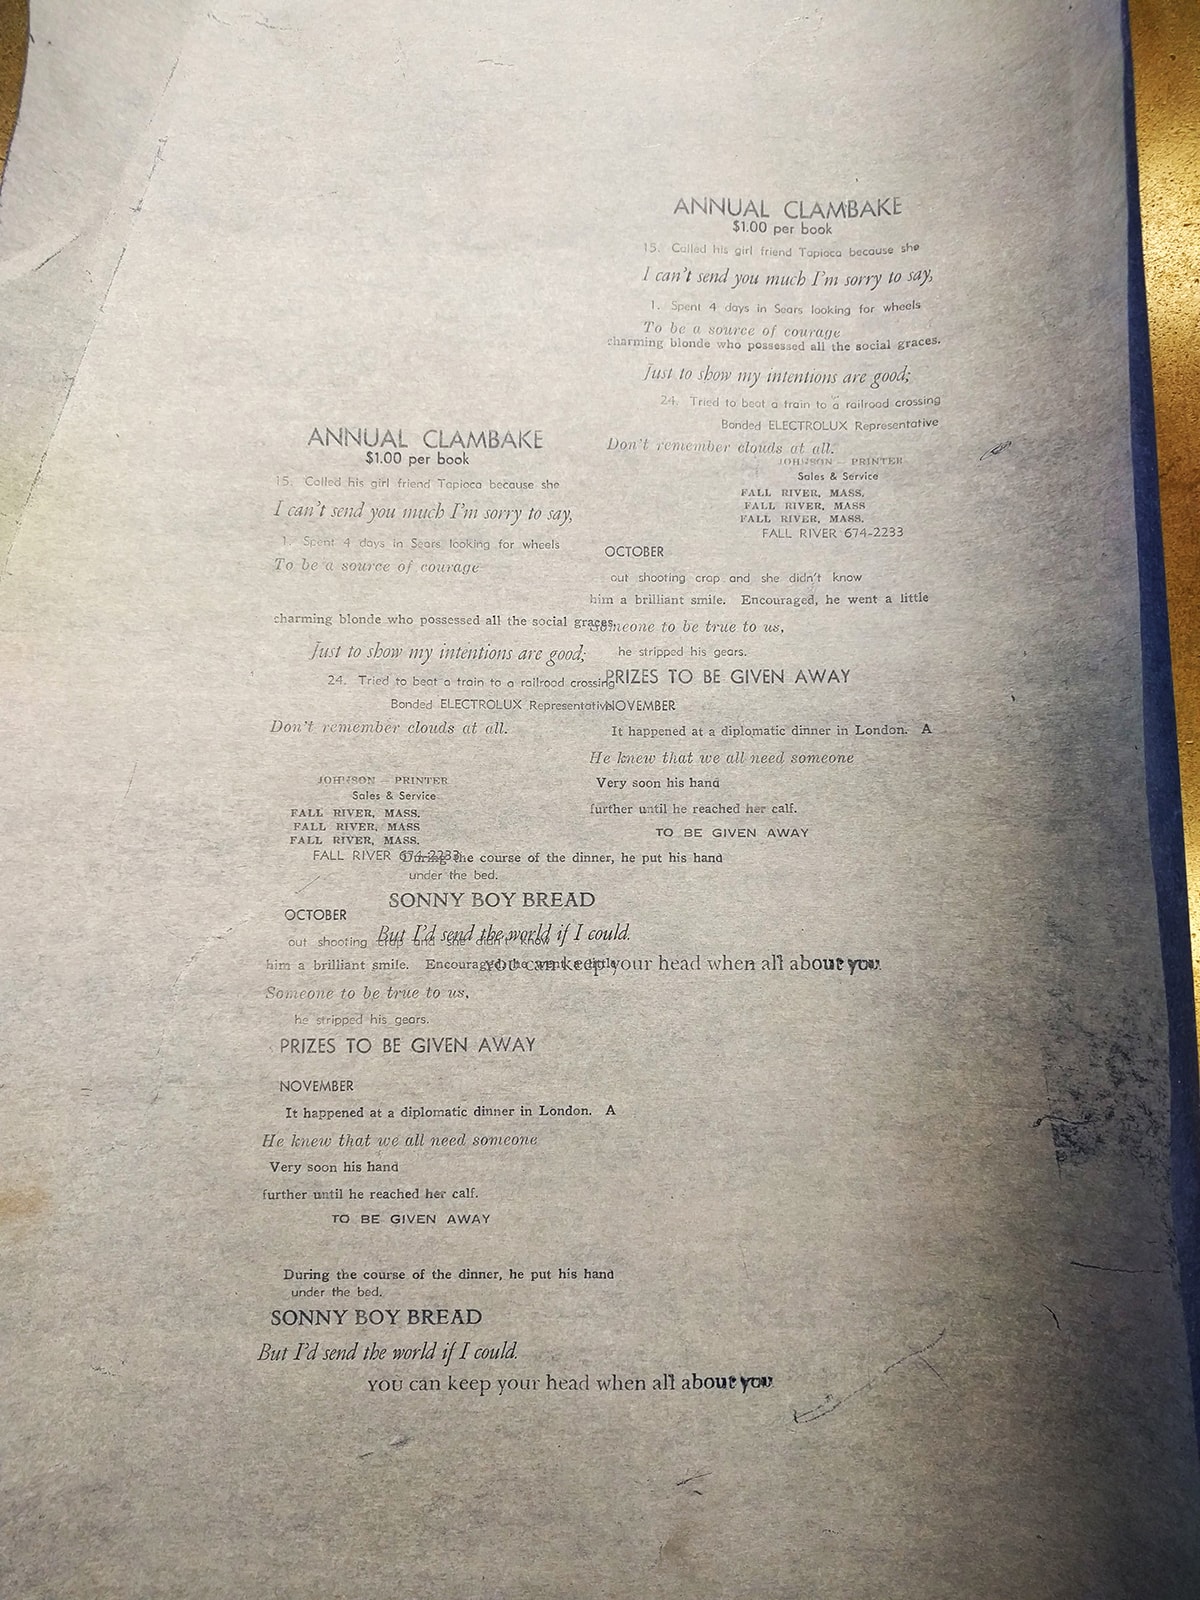 ANNUAL CLAMBAKE
$1.00 per book
15. Called his girl friend Tapioca because she
I can't send you much I'm sorry to say,
1. Spent 4 days in Sears looking for wheels
To be a source of courage
charming blonde who possessed all the social graces.
Just to show my intentions are good;
24. Tried to beat a train to a railroad crossing
Bonded ELECTROLUX Representative
Don't remember clouds at all.
JOHNSON — PRINTER
Sales & Service
FALL RIVER, MASS.
FALL RIVER, MASS
FALL RIVER, MASS.
FALL RIVER 674-2233
OCTOBER
out shooting crap and she didn't know
him a brilliant smile. Encouraged, he went a little
Someone to be true to us,
he stripped his gears.
PRIZES TO BE GIVEN AWAY
NOVEMBER
It happened at a diplomatic dinner in London. A
He knew that we all need someone
Very soon his hand
further until he reached her calf.
TO BE GIVEN AWAY
During the course of the dinner, he put his hand
under the bed.
SONNY BOY BREAD
But I'd send the world if I could.
YOU can keep your head when all about you
ANNUAL CLAMBAKE
$1.00 per book
15. Called his girl friend Tapioca because she
I can't send you much I'm sorry to say,
1. Spent 4 days in Sears looking for wheels
To be a source of courage
charming blonde who possessed all the social graces.
Just to show my intentions are good;
24. Tried to beat a train to a railroad crossing
Bonded ELECTROLUX Representative
Don't remember clouds at all.
JOHNSON — PRINTER
Sales & Service
FALL RIVER, MASS.
FALL RIVER, MASS
FALL RIVER, MASS.
FALL RIVER 674-2233
OCTOBER
out shooting crap and she didn't know
him a brilliant smile. Encouraged, he went a little
Someone to be true to us,
he stripped his gears.
PRIZES TO BE GIVEN AWAY
NOVEMBER
It happened at a diplomatic dinner in London. A
He knew that we all need someone
Very soon his hand
further until he reached her calf.
TO BE GIVEN AWAY
During the course of the dinner, he put his hand
under the bed.
SONNY BOY BREAD
But I'd send the world if I could.
YOU can keep your head when all about you